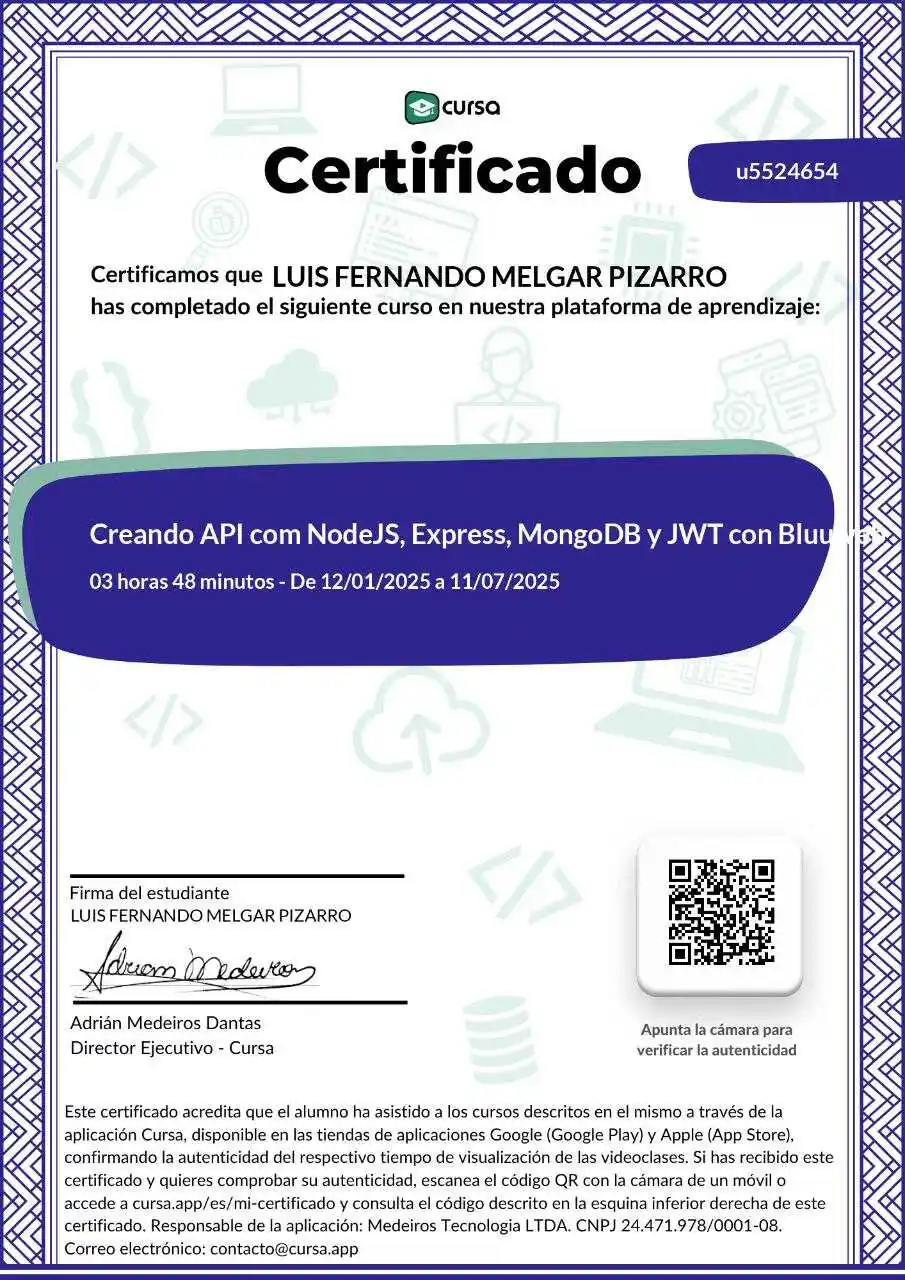 cursa
Certificado
u5524654
Certificamos que LUIS FERNANDO MELGAR PIZARRO
has completado el siguiente curso en nuestra plataforma de aprendizaje:
Creando API com NodeJS, Express, MongoDB y JWT con Bluuweb
03 horas 48 minutos - De 12/01/2025 a 11/07/2025
Firma del estudiante
LUIS FERNANDO MELGAR PIZARRO
Adrian Medeiros
Adrián Medeiros Dantas
Director Ejecutivo - Cursa
Apunta la cámara para
verificar la autenticidad
Este certificado acredita que el alumno ha asistido a los cursos descritos en el mismo a través de la
aplicación Cursa, disponible en las tiendas de aplicaciones Google (Google Play) y Apple (App Store),
confirmando la autenticidad del respectivo tiempo de visualización de las videoclases. Si has recibido este
certificado y quieres comprobar su autenticidad, escanea el código QR con la cámara de un móvil o
accede a cursa.app/es/mi-certificado y consulta el código descrito en la esquina inferior derecha de este
certificado. Responsable de la aplicación: Medeiros Tecnologia LTDA. CNPJ 24.471.978/0001-08.
Correo electrónico: contacto@cursa.app